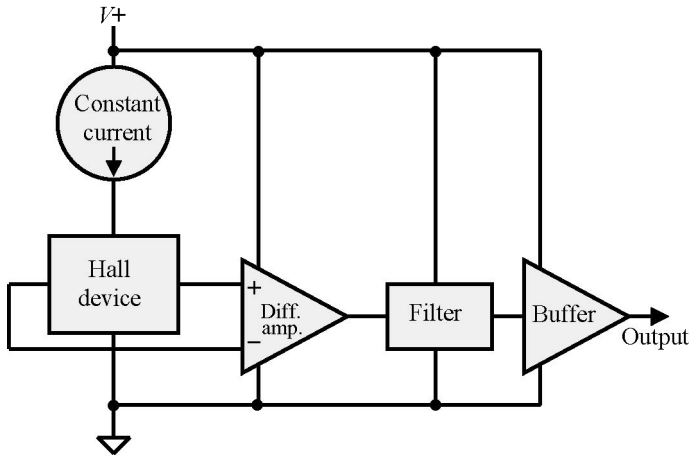 V+
Constant
current
Hall
device
+
Diff.
amp.
−
Filter
Buffer
Output